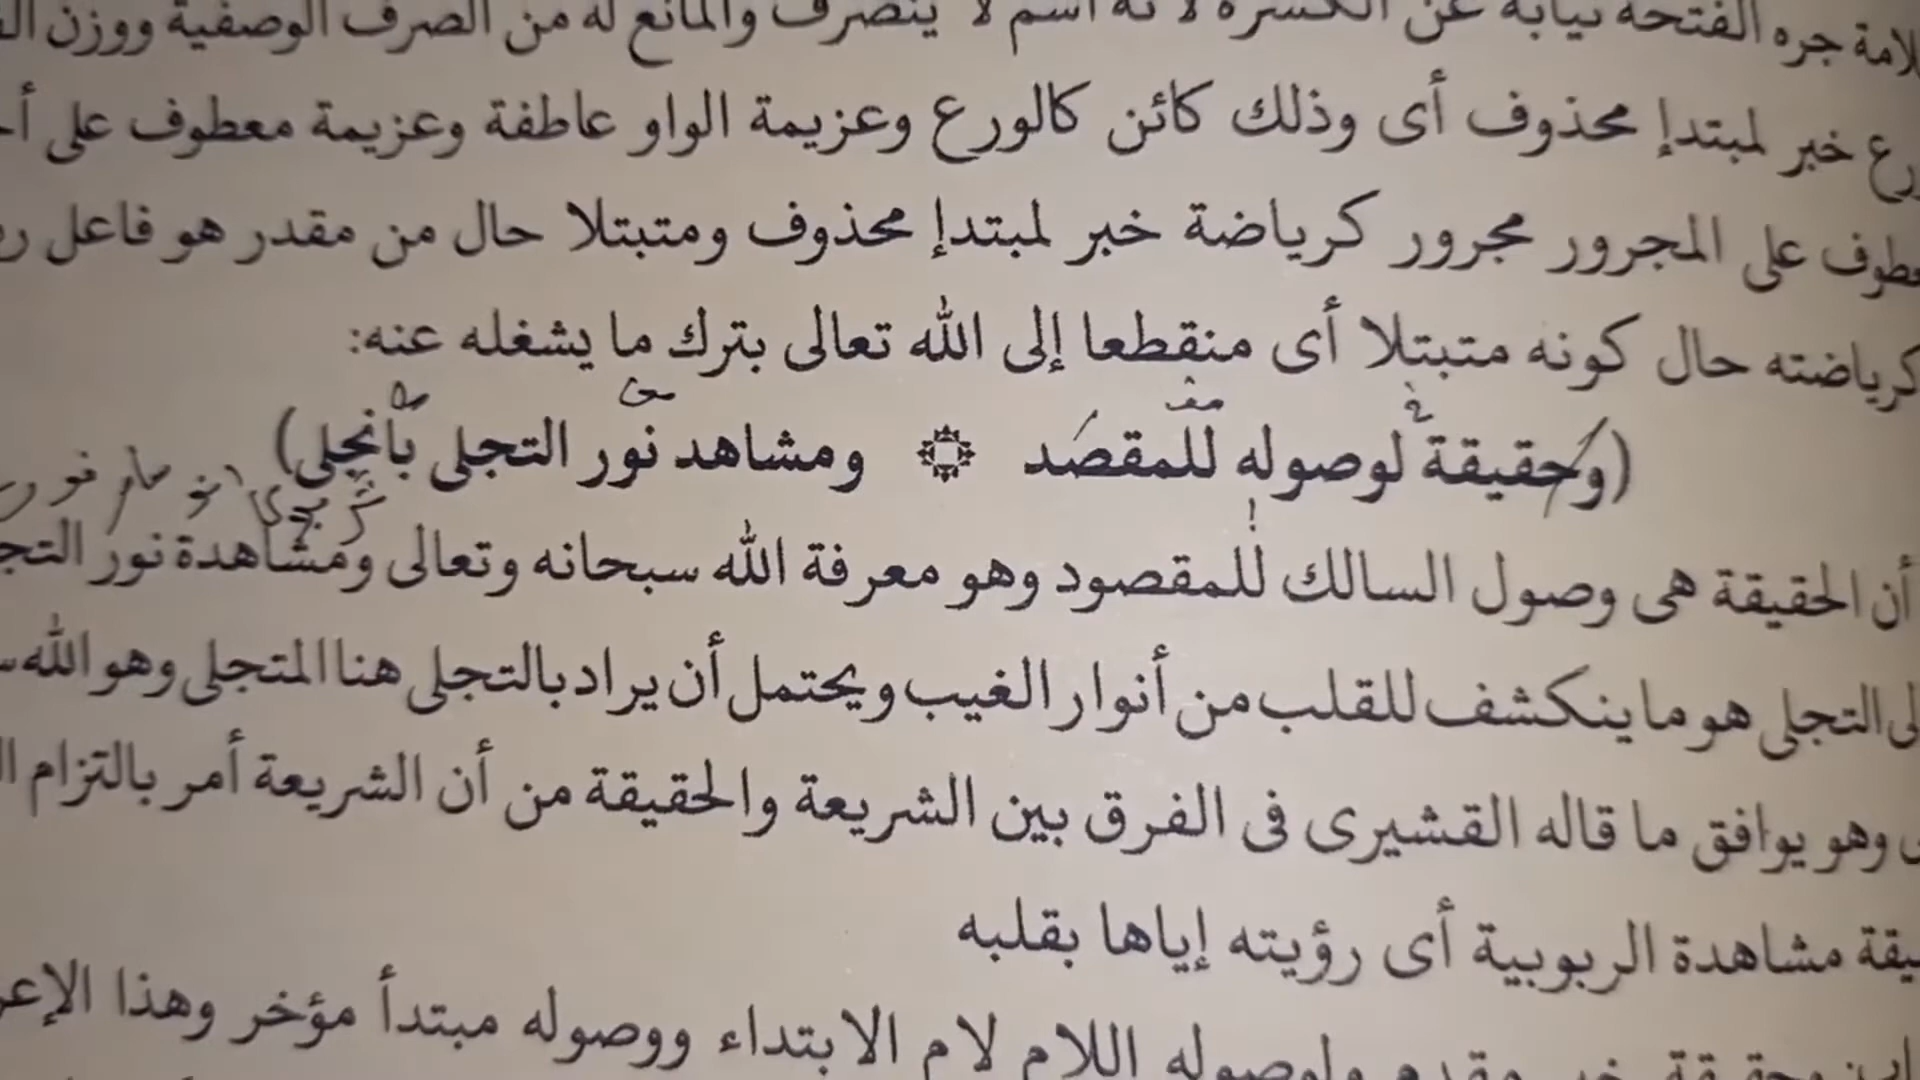 علامة جره الفتحة نيابة عن الكسرة لأنه اسم لا ينصرف والمانع له من الصرف الوصفية ووزن
خبر لمبتدإ محذوف أى وذلك كائن كالورع وعزيمة الواو عاطفة وعزيمة معطوف على
على المجرور مجرور كرياضة خبر لمبتدإ محذوف ومتبتلا حال من مقدر هو فاعل
كرياضته حال كونه متبتلا أى منقطعا إلى الله تعالى بترك ما يشغله عنه:
(وحقيقة لوصوله للمقصد ۞ ومشاهد نور التجلى بانجلى)
أن الحقيقة هى وصول السالك للمقصود وهو معرفة الله سبحانه وتعالى ومشاهدة نور
التجلى هو ما ينكشف للقلب من أنوار الغيب ويحتمل أن يراد بالتجلى هنا المتجلى وهو الله
وهو يوافق ما قاله القشيرى فى الفرق بين الشريعة والحقيقة من أن الشريعة أمر بالتزام
مشاهدة الربوبية أى رؤيته إياها بقلبه
وحقيقة خبر مقدم ولوصوله اللام لام الابتداء ووصوله مبتدأ مؤخر وهذا